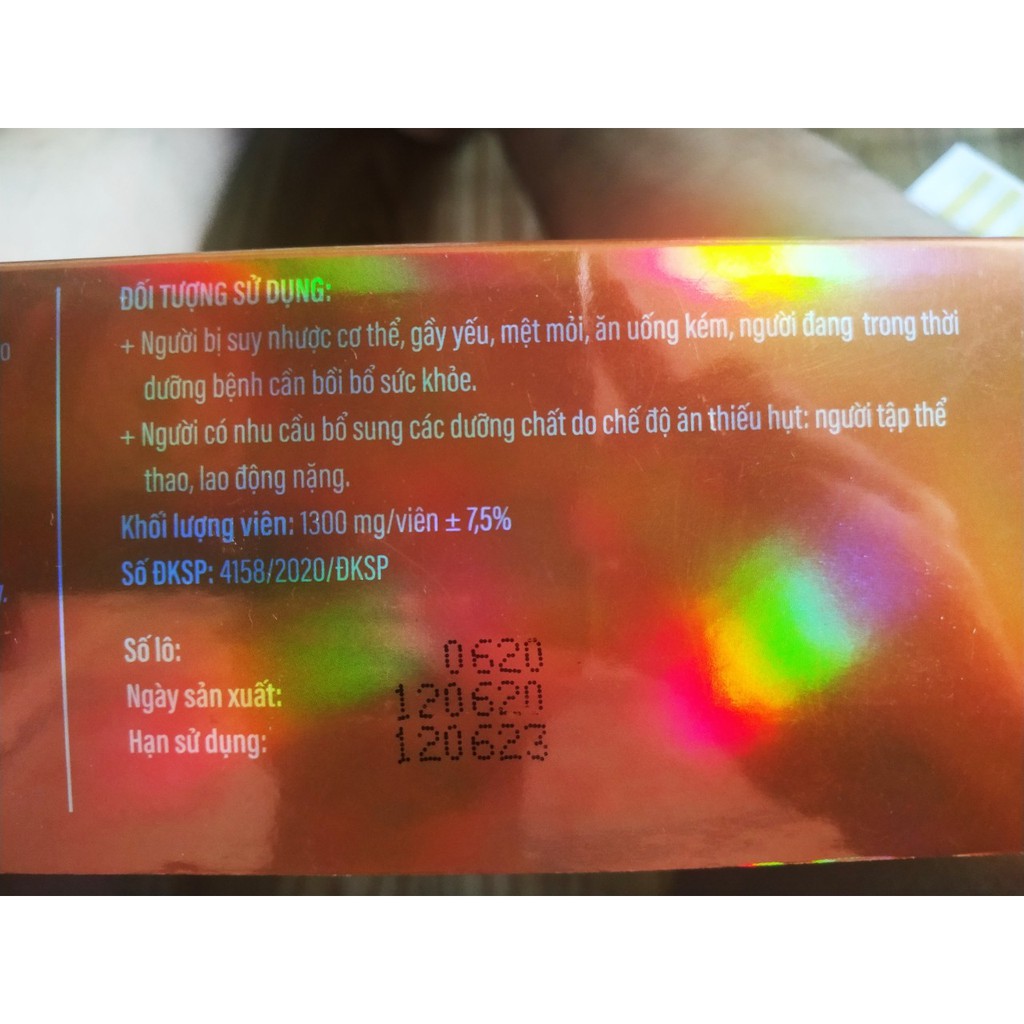 ĐỐI TƯỢNG SỬ DỤNG:
+ Người bị suy nhược cơ thể, gầy yếu, mệt mỏi, ăn uống kém, người đang trong thời
dưỡng bệnh cần bồi bổ sức khỏe.
+ Người có nhu cầu bổ sung các dưỡng chất do chế độ ăn thiếu hụt: người tập thể
thao, lao động nặng.
Khối lượng viên: 1300 mg/viên ± 7,5%
Số ĐKSP: 4158/2020/ĐKSP
Số lô: 0620
Ngày sản xuất: 120620
Hạn sử dụng: 120623